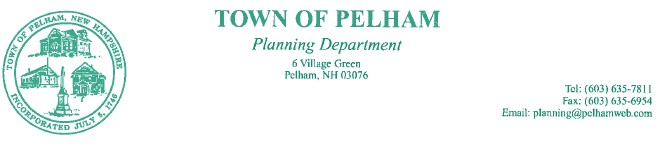 TOWN OF PELHAM, NEW HAMPSHIRE
INCORPORATED JULY 5, 1746
TOWN OF PELHAM
Planning Department
6 Village Green
Pelham, NH 03076
Tel: (603) 635-7811
Fax: (603) 635-6954
Email: planning@pelhamweb.com